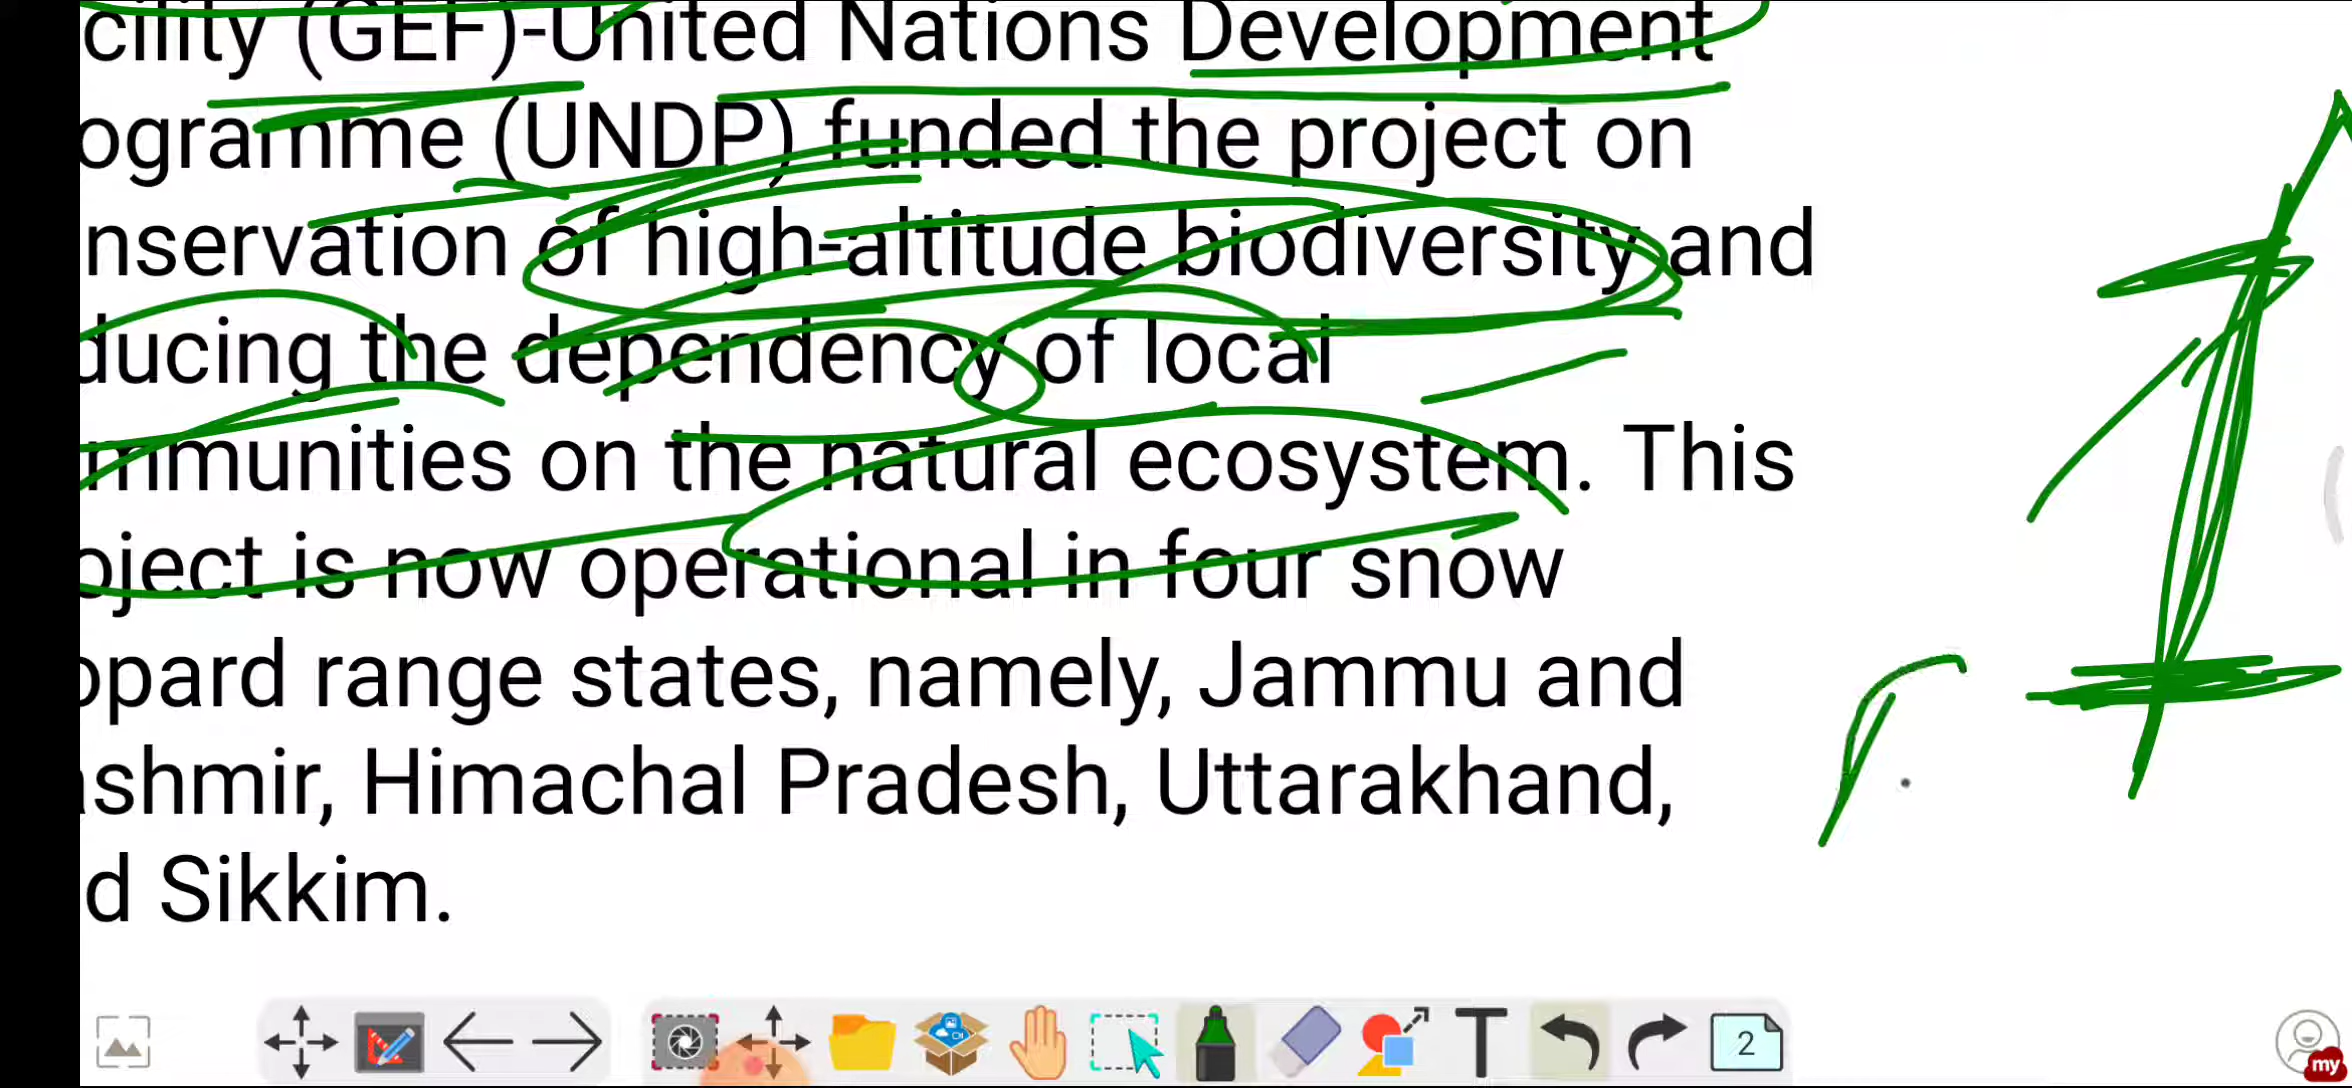 cility (GEF)-United Nations Development
ogramme (UNDP) funded the project on
nservation of high-altitude biodiversity and
ducing the dependency of local
mmunities on the natural ecosystem. This
oject is now operational in four snow
opard range states, namely, Jammu and
ashmir, Himachal Pradesh, Uttarakhand,
d Sikkim.
T
2
my